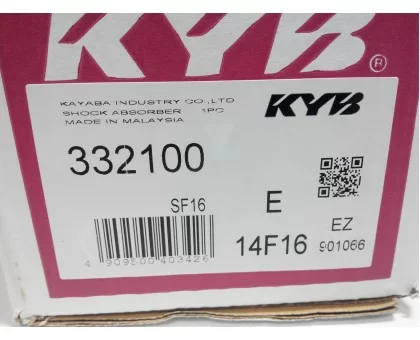 KYB
®
KAYABA INDUSTRY CO.,LTD
SHOCK ABSORBER 1PC
MADE IN MALAYSIA
KYB
332100
SF16
E
EZ
14F16
901066
4 909500 403426